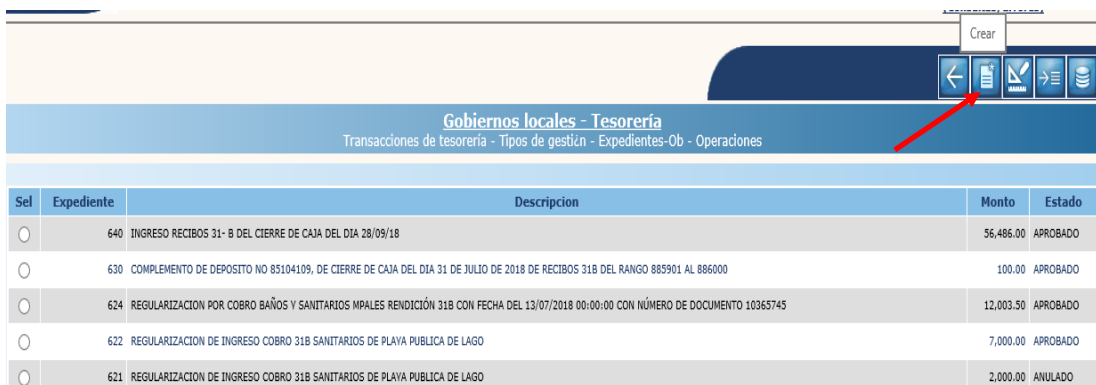 Crear
Gobiernos locales - Tesorería
Transacciones de tesorería - Tipos de gestión - Expedientes-Ob - Operaciones
Sel Expediente Descripcion Monto Estado
640 INGRESO RECIBOS 31- B DEL CIERRE DE CAJA DEL DIA 28/09/18 56,486.00 APROBADO
630 COMPLEMENTO DE DEPOSITO NO 85104109, DE CIERRE DE CAJA DEL DIA 31 DE JULIO DE 2018 DE RECIBOS 31B DEL RANGO 885901 AL 886000 100.00 APROBADO
624 REGULARIZACION POR COBRO BAÑOS Y SANITARIOS MPALES RENDICIÓN 31B CON FECHA DEL 13/07/2018 00:00:00 CON NÚMERO DE DOCUMENTO 10365745 12,003.50 APROBADO
622 REGULARIZACION DE INGRESO COBRO 31B SANITARIOS DE PLAYA PUBLICA DE LAGO 7,000.00 APROBADO
621 REGULARIZACION DE INGRESO COBRO 31B SANITARIOS DE PLAYA PUBLICA DE LAGO 2,000.00 ANULADO